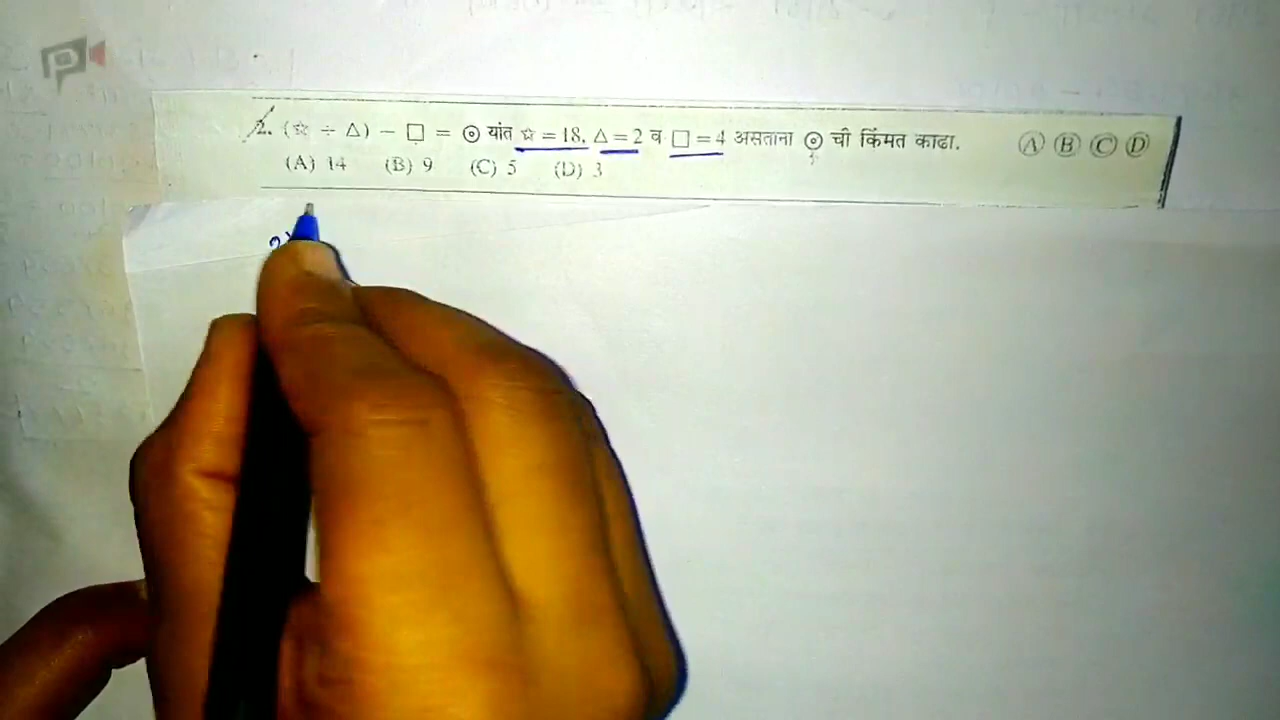 2. (☆ ÷ △) − □ = ⊙ यांत ☆ = 18, △ = 2 व □ = 4 असताना ⊙ ची किंमत काढा. Ⓐ Ⓑ Ⓒ Ⓓ
(A) 14 (B) 9 (C) 5 (D) 3